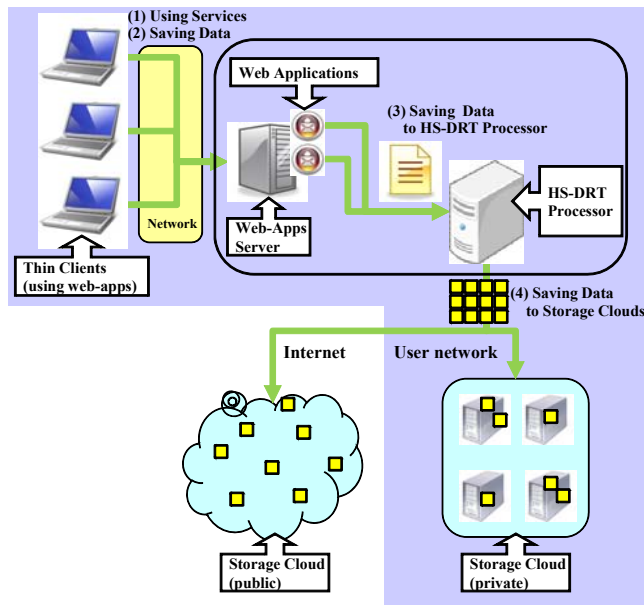 (1) Using Services
(2) Saving Data
Web Applications
(3) Saving Data
to HS-DRT Processor
HS-DRT
Processor
Network
Web-Apps
Server
Thin Clients
(using web-apps)
(4) Saving Data
to Storage Clouds
Internet
User network
Storage Cloud
(public)
Storage Cloud
(private)